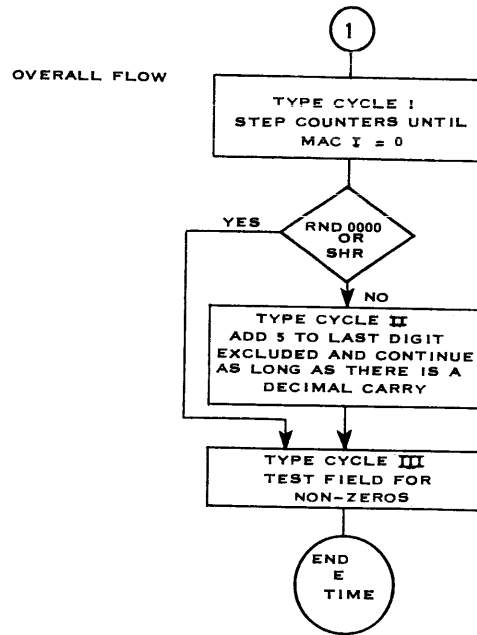 1
OVERALL FLOW
TYPE CYCLE I
STEP COUNTERS UNTIL
MAC I = 0
YES
RND 0000
OR
SHR
NO
TYPE CYCLE II
ADD 5 TO LAST DIGIT
EXCLUDED AND CONTINUE
AS LONG AS THERE IS A
DECIMAL CARRY
TYPE CYCLE III
TEST FIELD FOR
NON-ZEROS
END
E
TIME